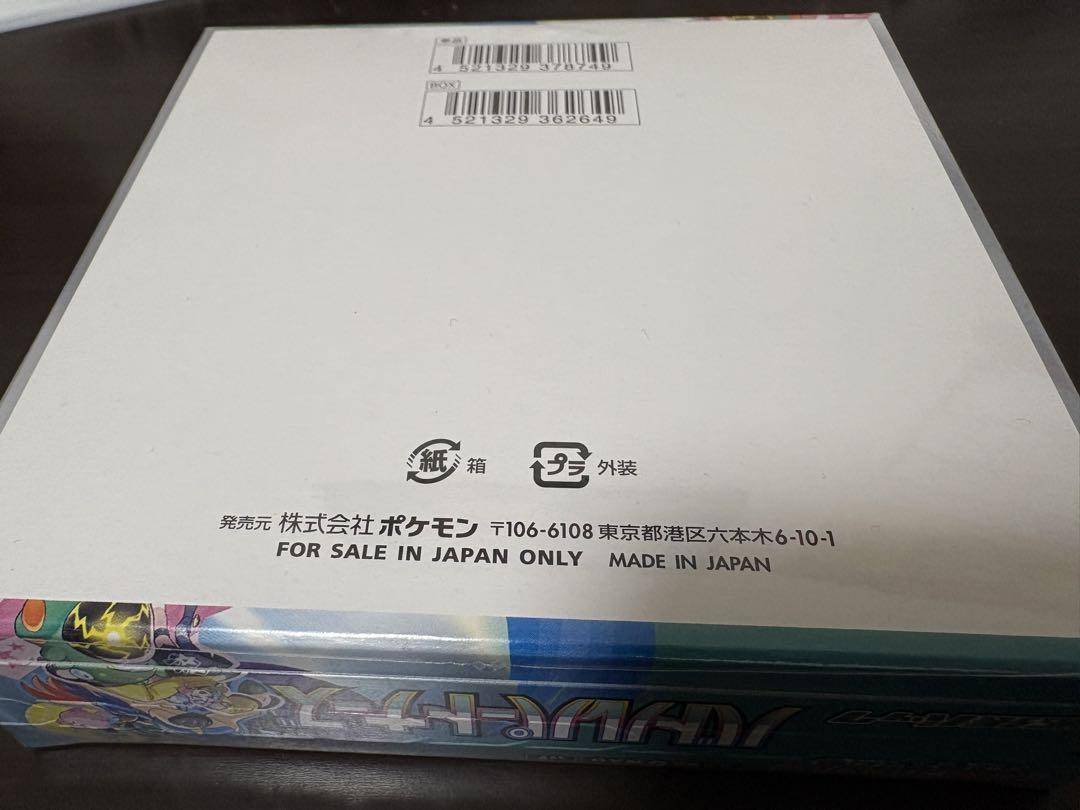 単品
4 521329 378749
BOX
4 521329 362649
紙 箱 プラ 外装
発売元 株式会社 ポケモン 〒106-6108 東京都港区六本木6-10-1
FOR SALE IN JAPAN ONLY MADE IN JAPAN